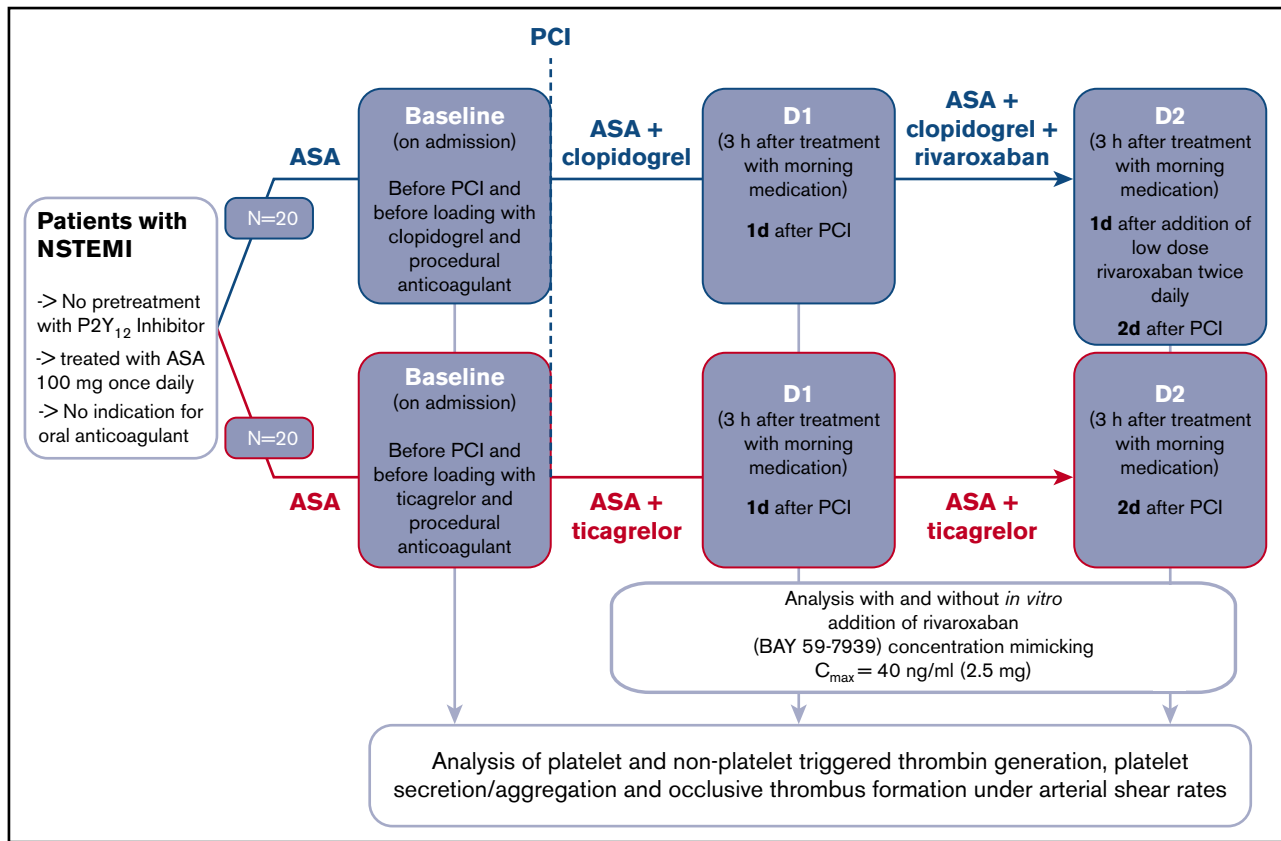 PCI
Patients with
NSTEMI
-> No pretreatment
with P2Y12 Inhibitor
-> treated with ASA
100 mg once daily
-> No indication for
oral anticoagulant
N=20
ASA
Baseline
(on admission)
Before PCI and
before loading with
clopidogrel and
procedural
anticoagulant
ASA +
clopidogrel
D1
(3 h after treatment
with morning
medication)
1d after PCI
ASA +
clopidogrel +
rivaroxaban
D2
(3 h after treatment
with morning
medication)
1d after addition of
low dose
rivaroxaban twice
daily
2d after PCI
N=20
ASA
Baseline
(on admission)
Before PCI and
before loading with
ticagrelor and
procedural
anticoagulant
ASA +
ticagrelor
D1
(3 h after treatment
with morning
medication)
1d after PCI
ASA +
ticagrelor
D2
(3 h after treatment
with morning
medication)
2d after PCI
Analysis with and without in vitro
addition of rivaroxaban
(BAY 59-7939) concentration mimicking
Cmax = 40 ng/ml (2.5 mg)
Analysis of platelet and non-platelet triggered thrombin generation, platelet
secretion/aggregation and occlusive thrombus formation under arterial shear rates